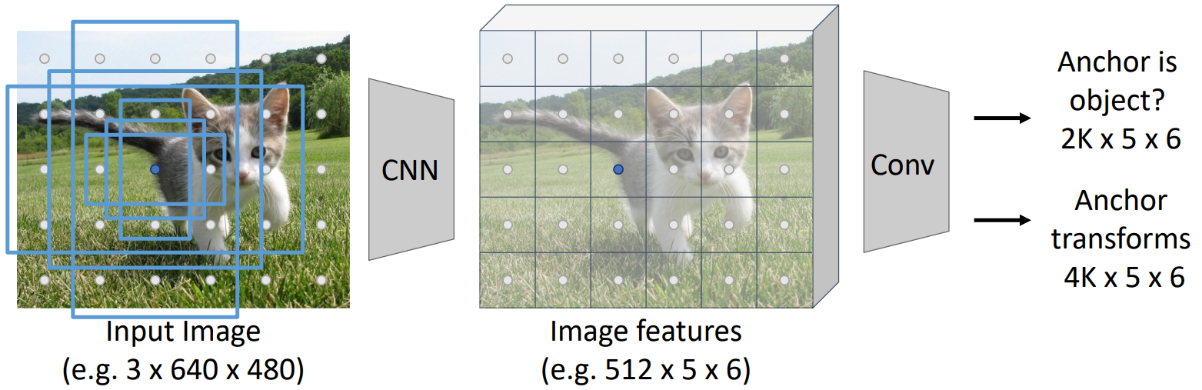 CNN
Conv
Anchor is
object?
2K x 5 x 6
Anchor
transforms
4K x 5 x 6
Input Image
(e.g. 3 x 640 x 480)
Image features
(e.g. 512 x 5 x 6)